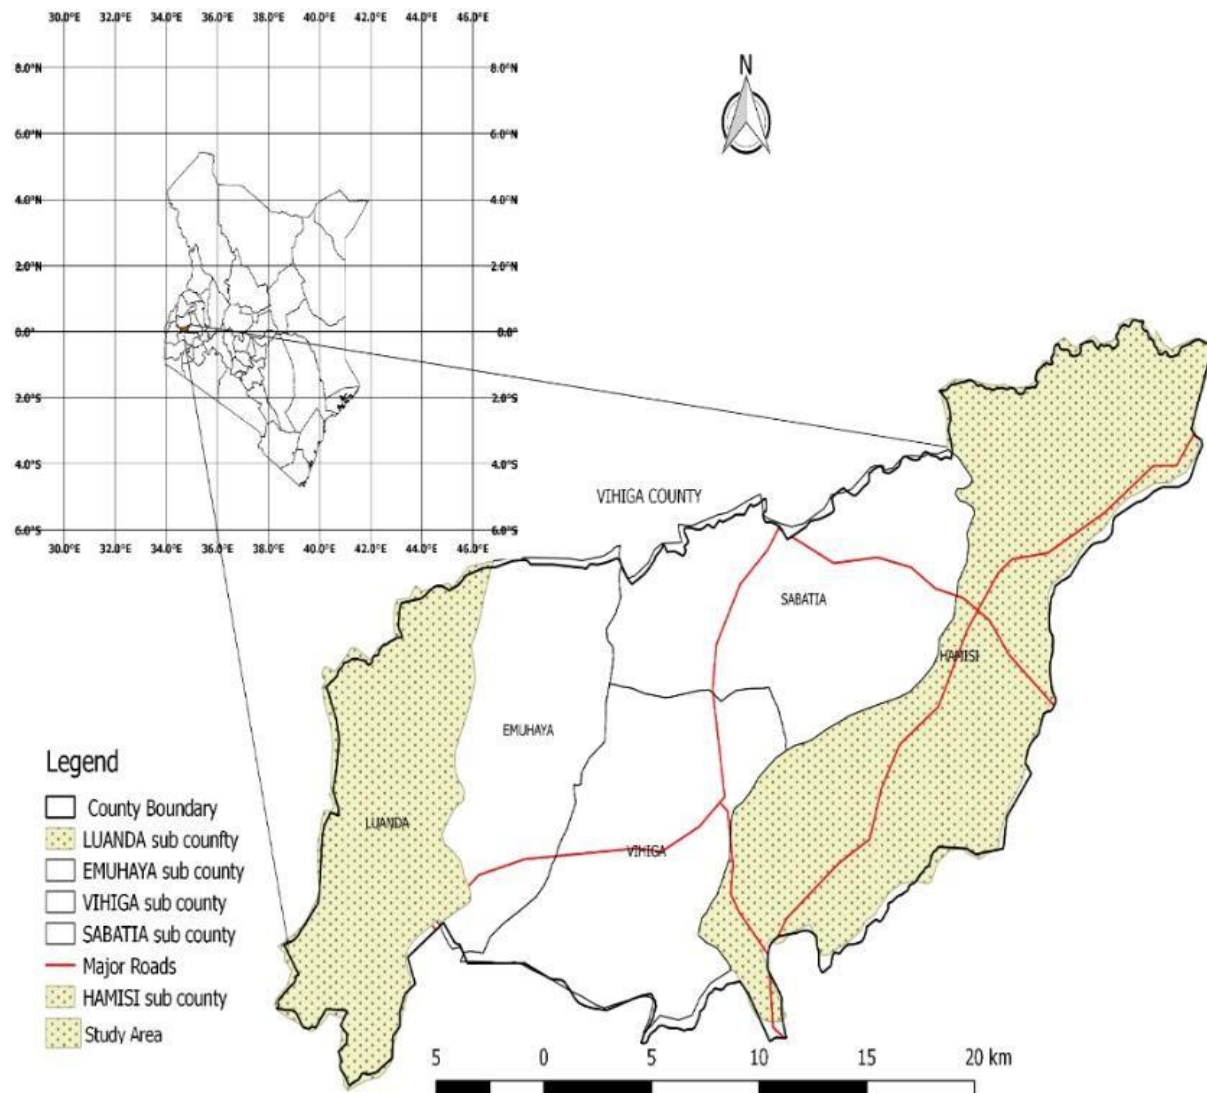 30.0°E 32.0°E 34.0°E 36.0°E 38.0°E 40.0°E 42.0°E 44.0°E 46.0°E
8.0°N 8.0°N
6.0°N 6.0°N
4.0°N 4.0°N
2.0°N 2.0°N
0.0° 0.0°
2.0°S 2.0°S
4.0°S 4.0°S
6.0°S 6.0°S
30.0°E 32.0°E 34.0°E 36.0°E 38.0°E 40.0°E 42.0°E 44.0°E 46.0°E
N
VIHIGA COUNTY
SABATIA
HAMISI
EMUHAYA
LUANDA
VIHIGA
Legend
County Boundary
LUANDA sub counfty
EMUHAYA sub county
VIHIGA sub county
SABATIA sub county
Major Roads
HAMISI sub county
Study Area
5 0 5 10 15 20 km